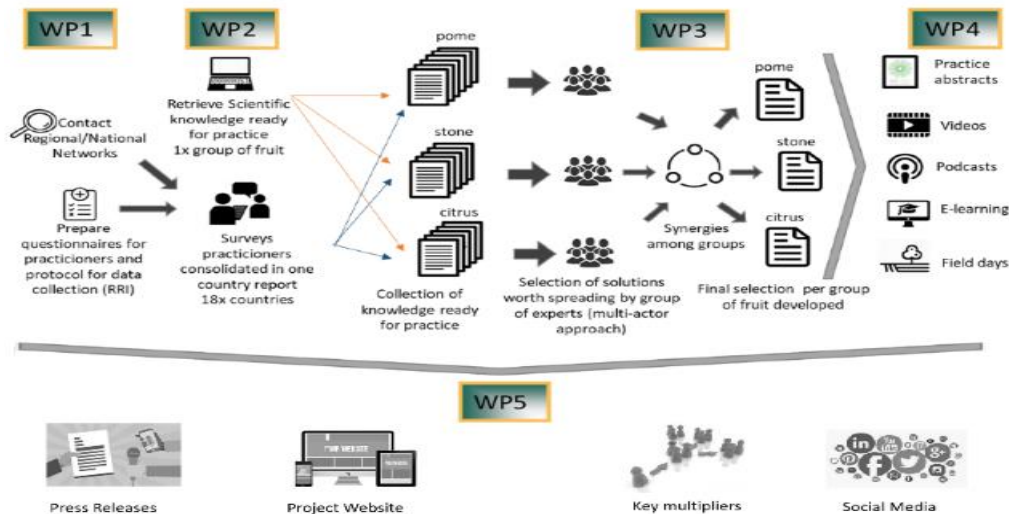 WP1
WP2
WP3
WP4
Contact
Regional/National
Networks
Prepare
questionnaires for
practicioners and
protocol for data
collection (RRI)
Retrieve Scientific
knowledge ready
for practice
1x group of fruit
Surveys
practicioners
consolidated in one
country report
18x countries
pome
stone
citrus
Collection of
knowledge ready
for practice
Selection of solutions
worth spreading by group
of experts (multi-actor
approach)
Synergies
among groups
pome
stone
citrus
Final selection per group
of fruit developed
Practice
abstracts
Videos
Podcasts
E-learning
Field days
WP5
Press Releases
Project Website
Key multipliers
Social Media